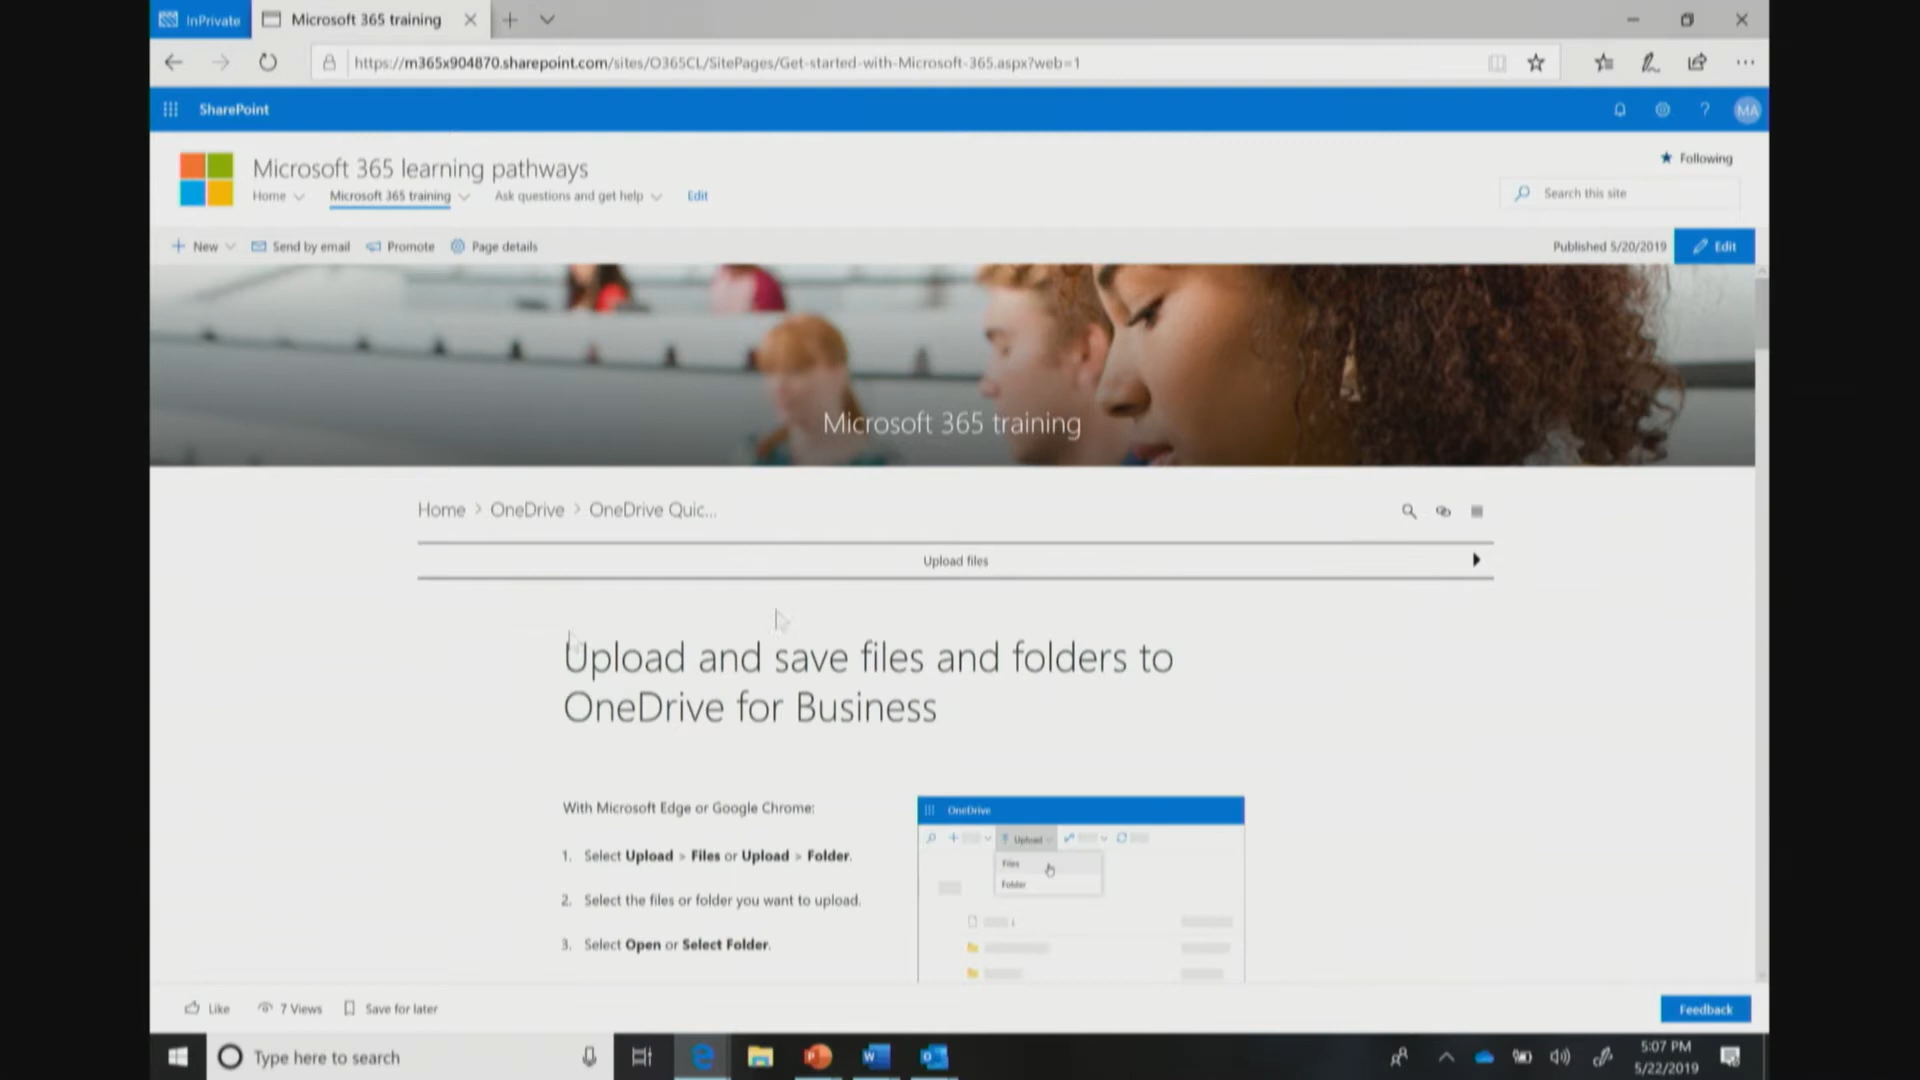 InPrivate
Microsoft 365 training
https://m365x904870.sharepoint.com/sites/O365CL/SitePages/Get-started-with-Microsoft-365.aspx?web=1
SharePoint
MA
Microsoft 365 learning pathways
Following
Home
Microsoft 365 training
Ask questions and get help
Edit
Search this site
New
Send by email
Promote
Page details
Published 5/20/2019
Edit
Microsoft 365 training
Home > OneDrive > OneDrive Quic...
Upload files
Upload and save files and folders to
OneDrive for Business
With Microsoft Edge or Google Chrome:
1. Select Upload > Files or Upload > Folder.
2. Select the files or folder you want to upload.
3. Select Open or Select Folder.
OneDrive
Upload
Files
Folder
Like
7 Views
Save for later
Feedback
Type here to search
5:07 PM
5/22/2019